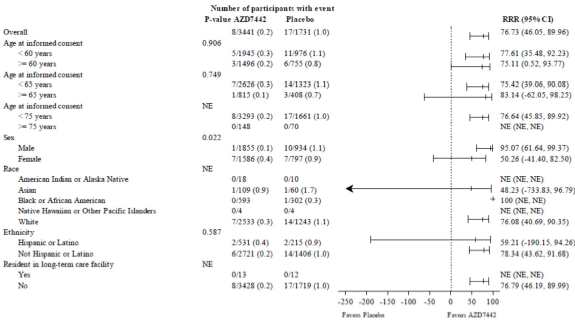 Number of participants with event
P-value AZD7442 Placebo RRR (95%CI)
Overall 8/3441 (0.2) 17/1731 (1.0) 76.73 (46.05, 89.96)
Age at informed consent 0.906
< 60 years 5/1945 (0.3) 11/976 (1.1) 77.61 (35.48, 92.23)
>= 60 years 3/1496 (0.2) 6/755 (0.8) 75.11 (0.52, 93.77)
Age at informed consent 0.749
< 65 years 7/2626 (0.3) 14/1323 (1.1) 75.42 (39.06, 90.08)
>= 65 years 1/815 (0.1) 3/408 (0.7) 83.14 (-62.05, 98.25)
Age at informed consent NE
< 75 years 8/3293 (0.2) 17/1661 (1.0) 76.64 (45.85, 89.92)
>= 75 years 0/148 0/70 NE (NE, NE)
Sex 0.022
Male 1/1855 (0.1) 10/934 (1.1) 95.07 (61.64, 99.37)
Female 7/1586 (0.4) 7/797 (0.9) 50.26 (-41.40, 82.50)
Race NE
American Indian or Alaska Native 0/18 0/10 NE (NE, NE)
Asian 1/109 (0.9) 1/60 (1.7) 48.23 (-733.83, 96.79)
Black or African American 0/593 1/302 (0.3) 100 (NE, NE)
Native Hawaiian or Other Pacific Islanders 0/4 0/4 NE (NE, NE)
White 7/2533 (0.3) 14/1243 (1.1) 76.08 (40.69, 90.35)
Ethnicity 0.587
Hispanic or Latino 2/531 (0.4) 2/215 (0.9) 59.21 (-190.15, 94.26)
Not Hispanic or Latino 6/2721 (0.2) 14/1406 (1.0) 78.34 (43.62, 91.68)
Resident in long-term care facility NE
Yes 0/13 0/12 NE (NE, NE)
No 8/3428 (0.2) 17/1719 (1.0) 76.79 (46.19, 89.99)
-250 -200 -150 -100 -50 0 50 100
Favors Placebo Favors AZD7442